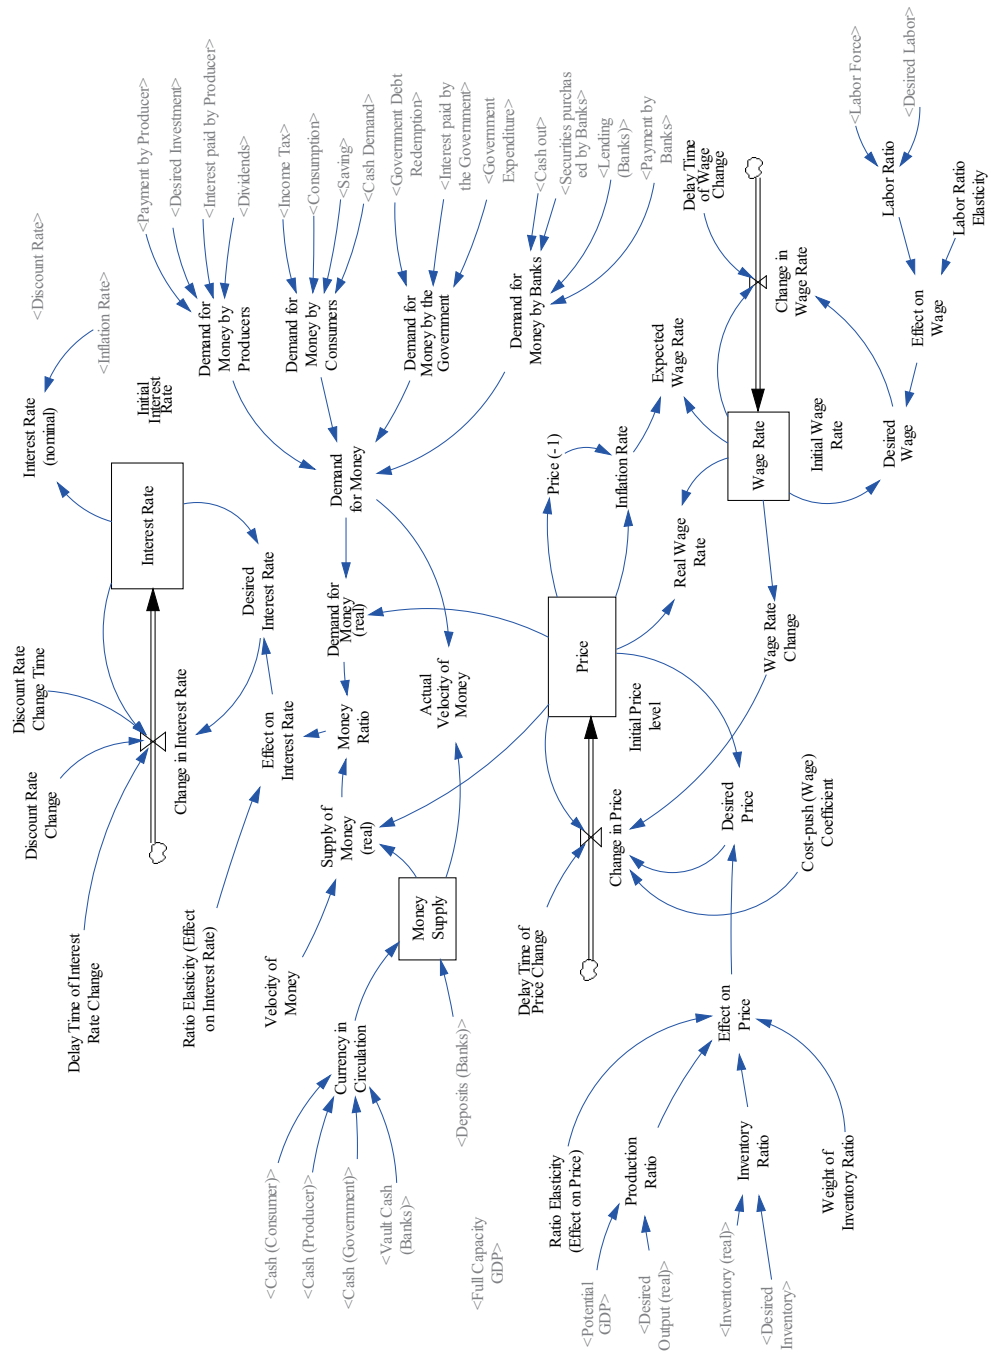 <Discount Rate>
<Inflation Rate>
Interest Rate
(nominal)
Initial
Interest
Rate
Interest Rate
Discount Rate
Change Time
Discount Rate
Change
Change in Interest Rate
Desired
Interest Rate
Effect on
Interest Rate
Delay Time of Interest
Rate Change
Ratio Elasticity (Effect
on Interest Rate)
<Payment by Producer>
<Desired Investment>
<Interest paid by Producer>
<Dividends>
Demand for
Money by
Producers
<Income Tax>
<Consumption>
<Saving>
<Cash Demand>
Demand for
Money by
Consumers
<Government Debt
Redemption>
<Interest paid by
the Government>
<Government
Expenditure>
Demand for
Money by the
Government
<Cash out>
<Securities purchas
ed by Banks>
<Lending
(Banks)>
<Payment by
Banks>
Demand for
Money by Banks
Demand
for Money
Demand for
Money
(real)
Money
Ratio
Actual
Velocity of
Money
Supply of
Money
(real)
Velocity of
Money
Money
Supply
Currency in
Circulation
<Deposits (Banks)>
<Cash (Consumer)>
<Cash (Producer)>
<Cash (Government)>
<Vault Cash
(Banks)>
<Full Capacity
GDP>
Price (-1)
Inflation Rate
Expected
Wage Rate
Real Wage
Rate
Price
Initial Price
level
Change in Price
Delay Time of
Price Change
Wage Rate
Change
Desired
Price
Cost-push (Wage)
Coefficient
Effect on
Price
Ratio Elasticity
(Effect on Price)
Production
Ratio
Inventory
Ratio
Weight of
Inventory Ratio
<Potential
GDP>
<Desired
Output (real)>
<Inventory (real)>
<Desired
Inventory>
Delay Time
of Wage
Change
Change in
Wage Rate
Wage Rate
Initial Wage
Rate
Desired
Wage
Effect on
Wage
Labor Ratio
Labor Ratio
Elasticity
<Labor Force>
<Desired Labor>